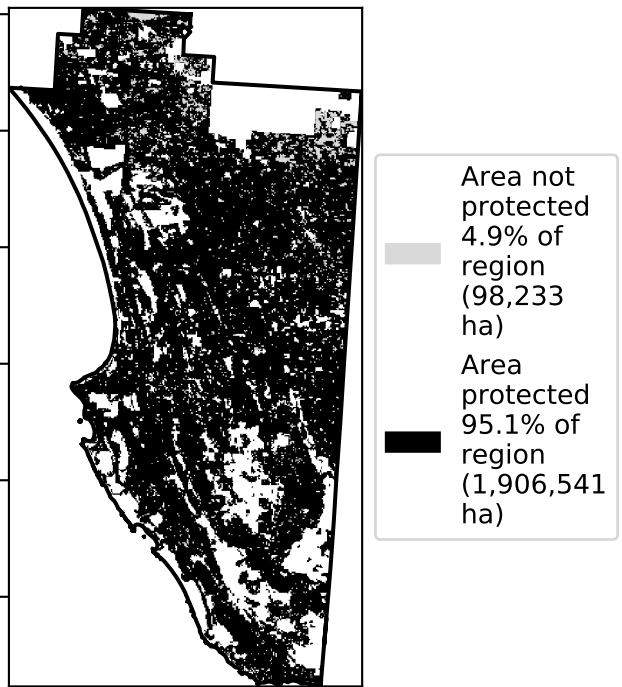 Area not
protected
4.9% of
region
(98,233
ha)
Area
protected
95.1% of
region
(1,906,541
ha)